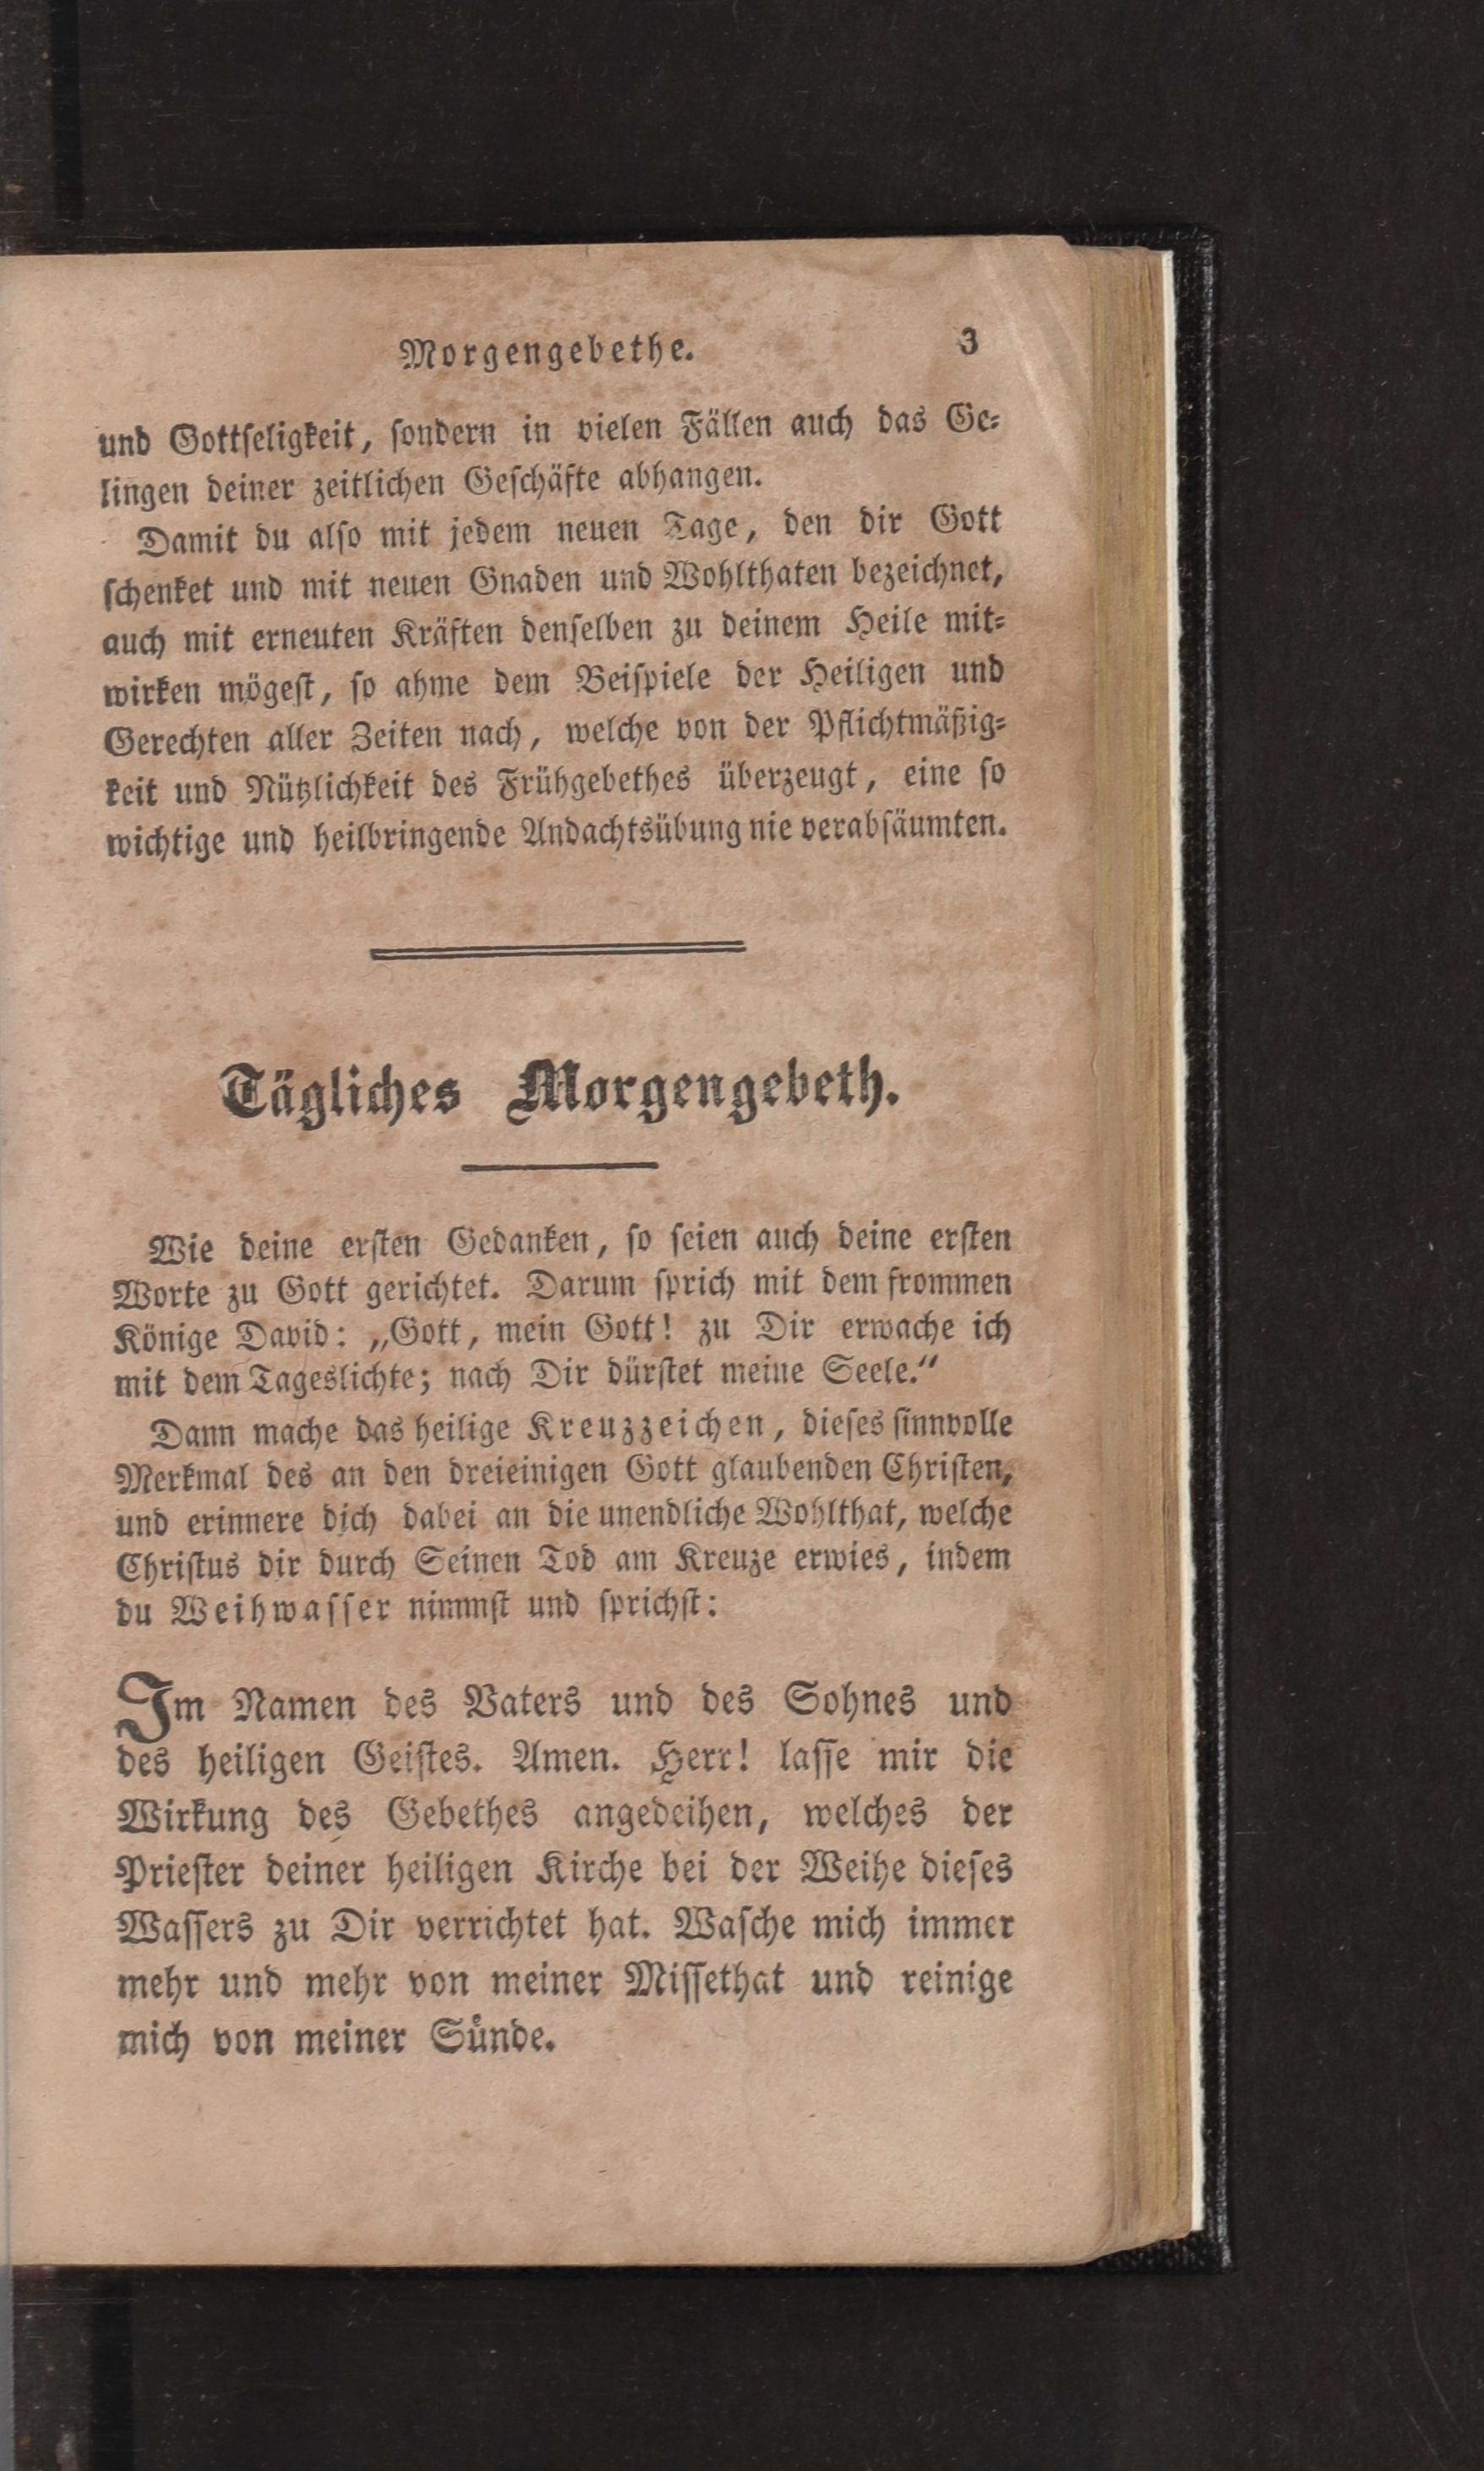 Morgengebethe. 3
und Gottseligkeit, sondern in vielen Fällen auch das Ge-
lingen deiner zeitlichen Geschäfte abhangen.
Damit du also mit jedem neuen Tage, den dir Gott
schenket und mit neuen Gnaden und Wohlthaten bezeichnet,
auch mit erneuten Kräften denselben zu deinem Heile mit-
wirken mögest, so ahme dem Beispiele der Heiligen und
Gerechten aller Zeiten nach, welche von der Pflichtmäßig-
keit und Nützlichkeit des Frühgebethes überzeugt, eine so
wichtige und heilbringende Andachtsübung nie verabsäumten.
Tägliches Morgengebeth.
Wie deine ersten Gedanken, so seien auch deine ersten
Worte zu Gott gerichtet. Darum sprich mit dem frommen
Könige David: „Gott, mein Gott! zu Dir erwache ich
mit dem Tageslichte; nach Dir dürstet meine Seele.“
Dann mache das heilige Kreuzzeichen, dieses sinnvolle
Merkmal des an den dreieinigen Gott glaubenden Christen,
und erinnere dich dabei an die unendliche Wohlthat, welche
Christus dir durch Seinen Tod am Kreuze erwies, indem
du Weihwasser nimmst und sprichst:
Im Namen des Vaters und des Sohnes und
des heiligen Geistes. Amen. Herr! lasse mir die
Wirkung des Gebethes angedeihen, welches der
Priester deiner heiligen Kirche bei der Weihe dieses
Wassers zu Dir verrichtet hat. Wasche mich immer
mehr und mehr von meiner Missethat und reinige
mich von meiner Sünde.